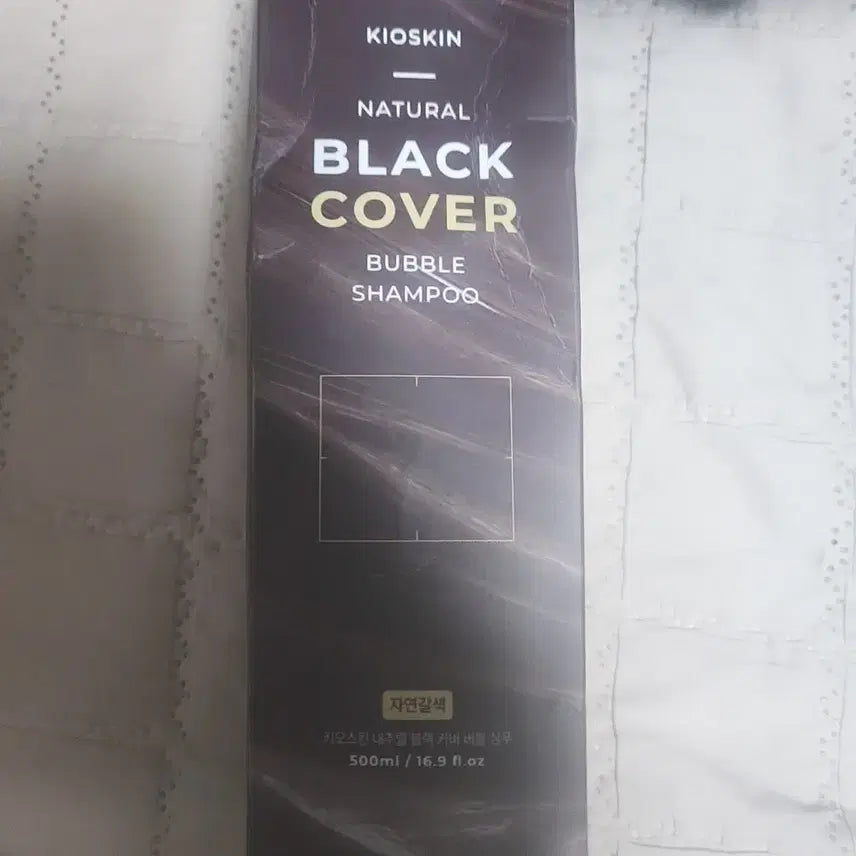 KIOSKIN
NATURAL
BLACK
COVER
BUBBLE
SHAMPOO
자연갈색
키오스킨 내추럴 블랙 커버 버블 샴푸
500ml / 16.9 fl.oz